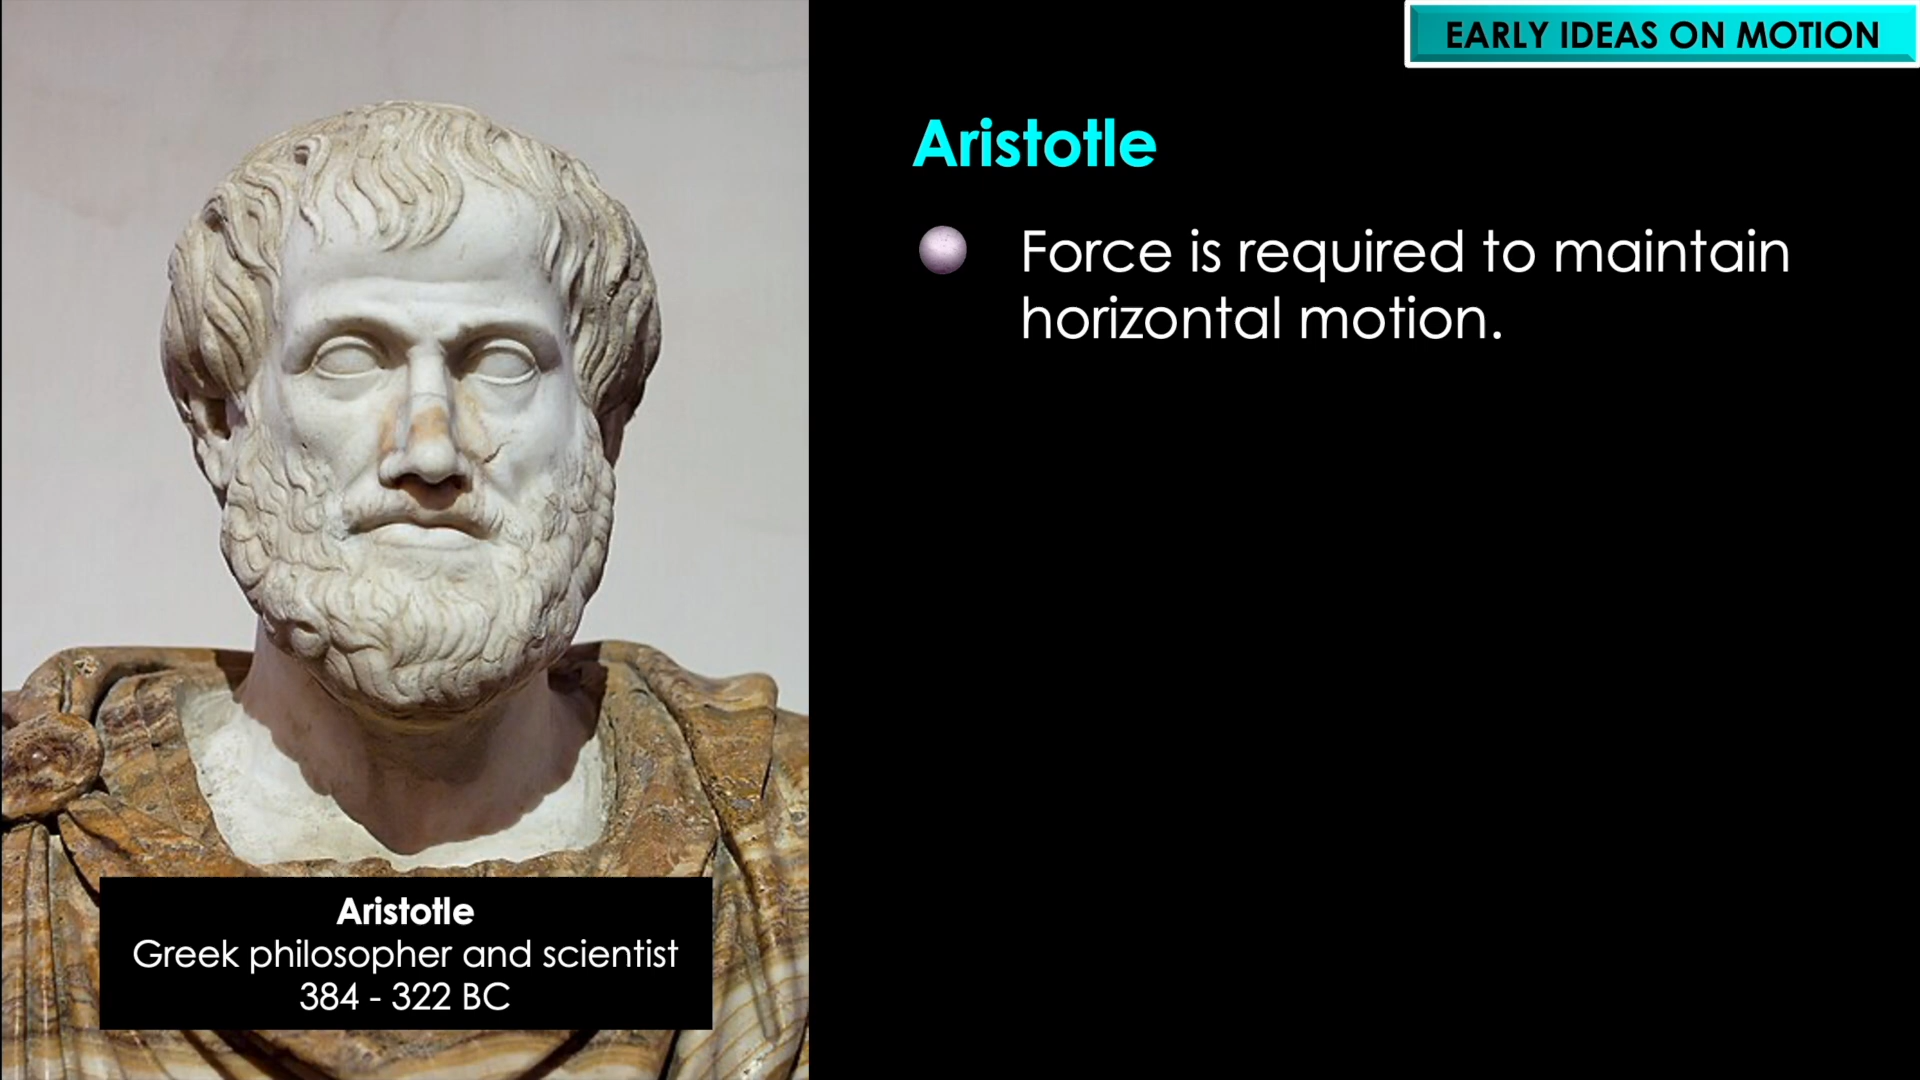 EARLY IDEAS ON MOTION
Aristotle
Force is required to maintain
horizontal motion.
Aristotle
Greek philosopher and scientist
384 - 322 BC